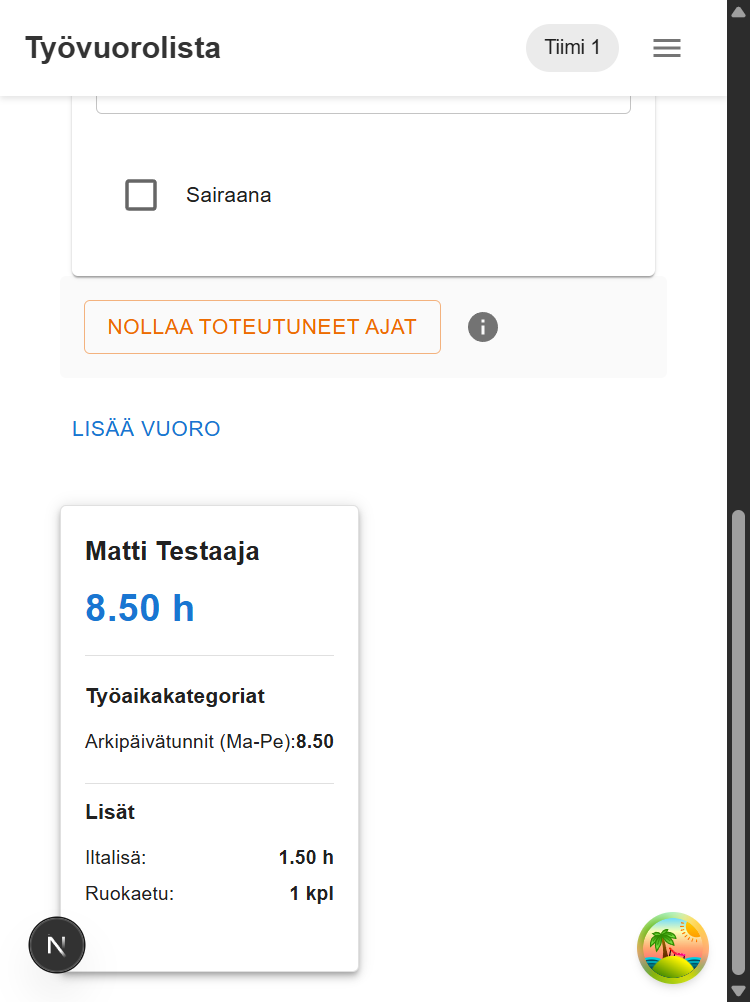 Työvuorolista
Tiimi 1
Sairaana
NOLLAA TOTEUTUNEET AJAT
LISÄÄ VUORO
Matti Testaaja
8.50 h
Työaikakategoriat
Arkipäivätunnit (Ma-Pe):8.50
Lisät
Iltalisä: 1.50 h
Ruokaetu: 1 kpl
N